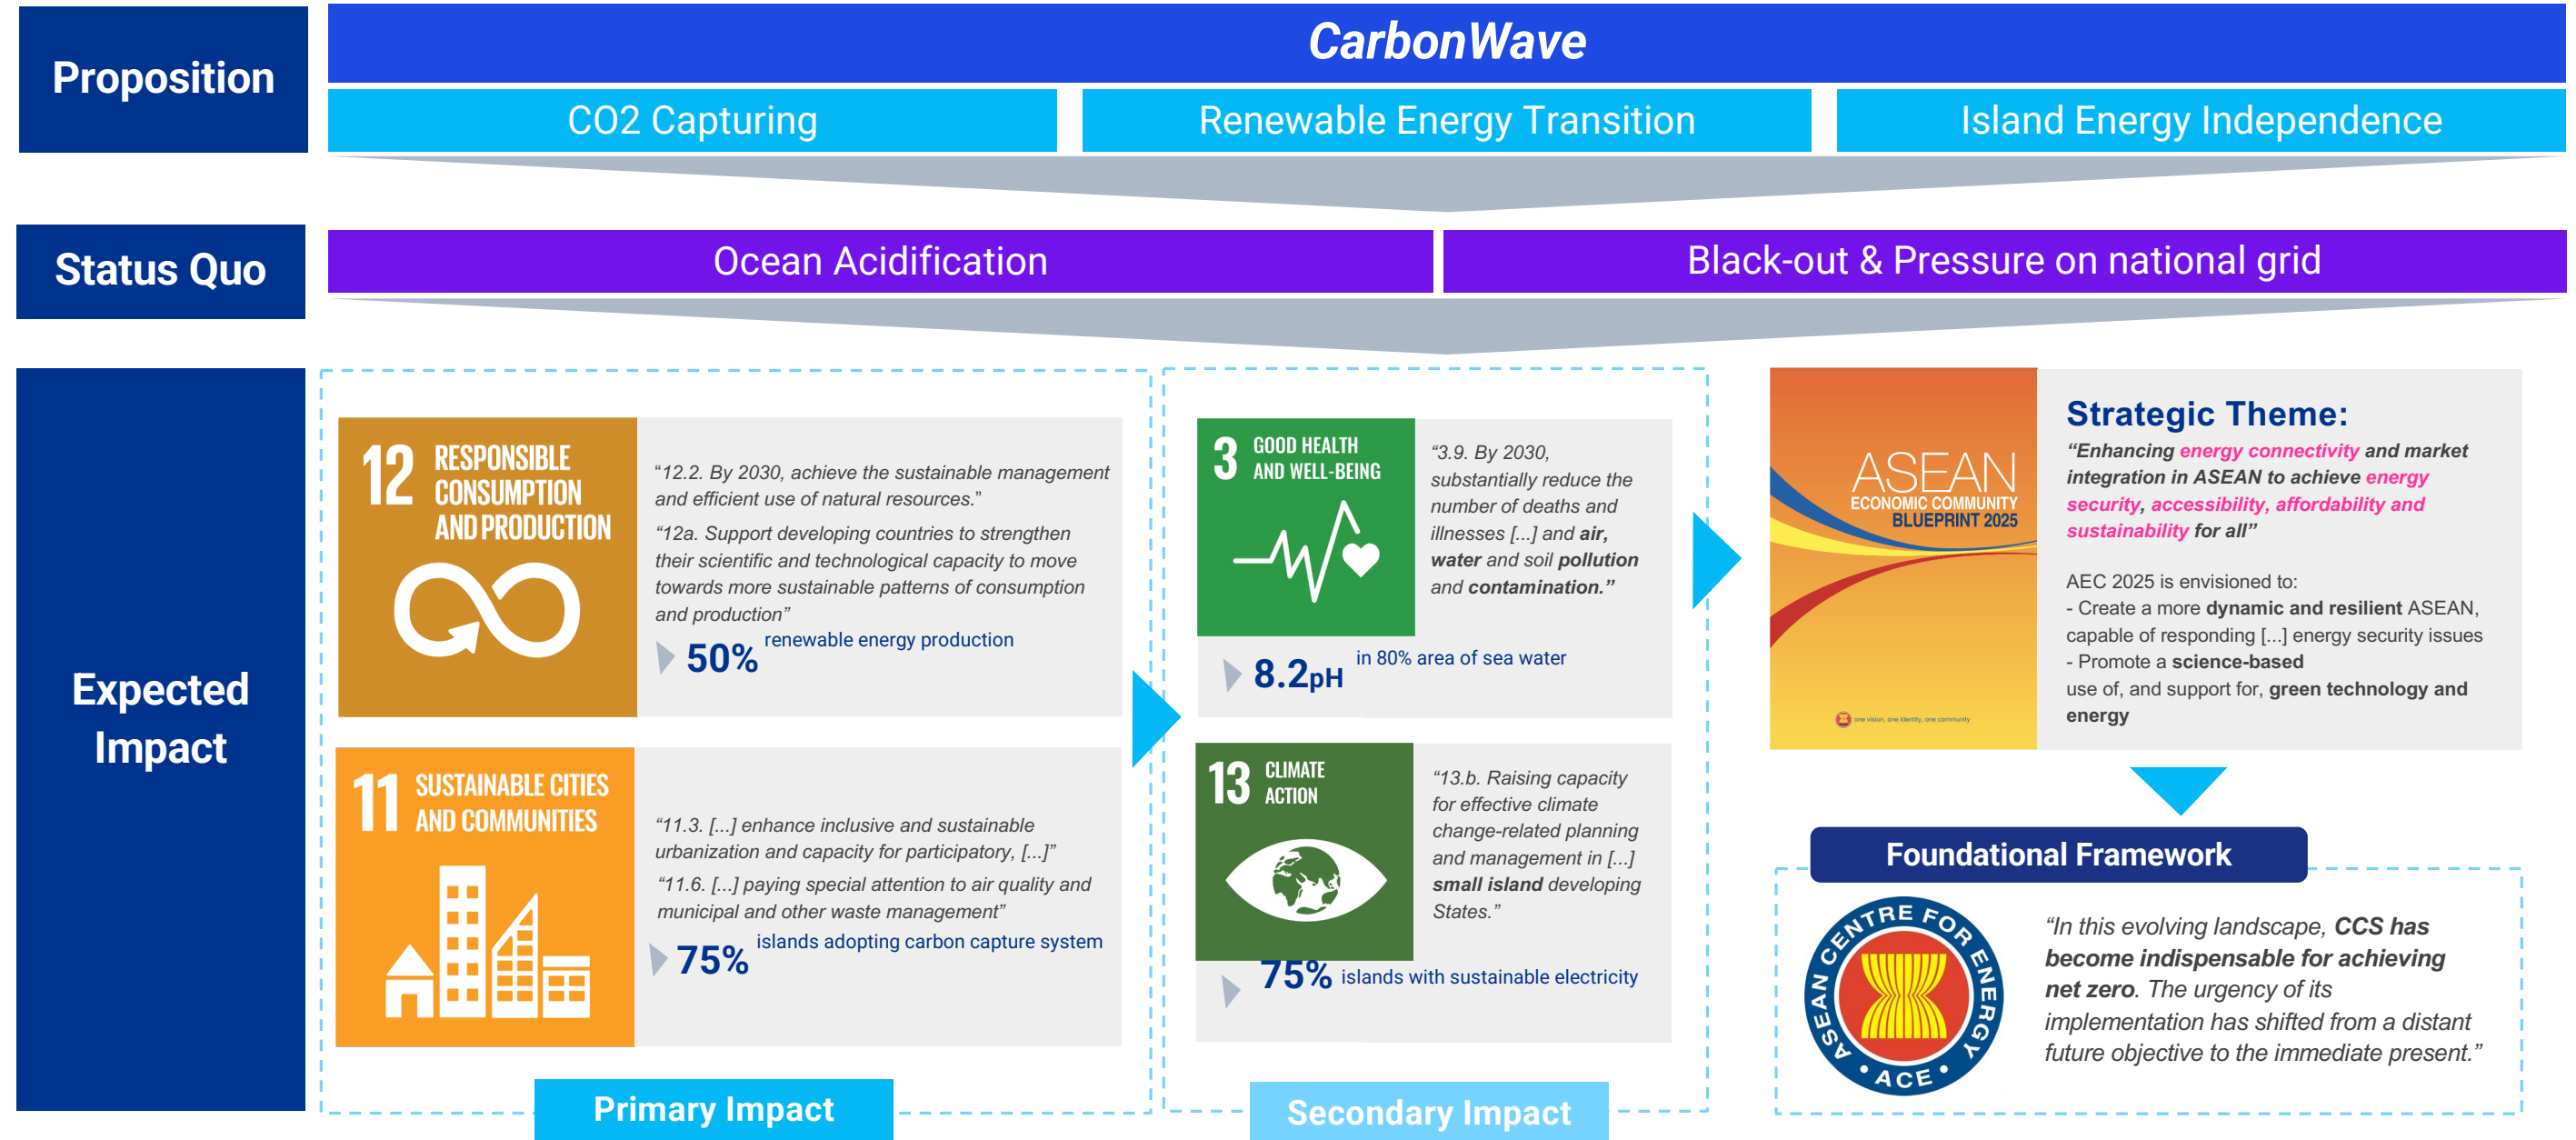 Proposition
CarbonWave
CO2 Capturing
Renewable Energy Transition
Island Energy Independence
Status Quo
Ocean Acidification
Black-out & Pressure on national grid
Expected
Impact
12 RESPONSIBLE
CONSUMPTION
AND PRODUCTION
“12.2. By 2030, achieve the sustainable management
and efficient use of natural resources.”
“12a. Support developing countries to strengthen
their scientific and technological capacity to move
towards more sustainable patterns of consumption
and production”
50% renewable energy production
11 SUSTAINABLE CITIES
AND COMMUNITIES
“11.3. [...] enhance inclusive and sustainable
urbanization and capacity for participatory, [...]”
“11.6. [...] paying special attention to air quality and
municipal and other waste management”
75% islands adopting carbon capture system
Primary Impact
3 GOOD HEALTH
AND WELL-BEING
“3.9. By 2030,
substantially reduce the
number of deaths and
illnesses [...] and air,
water and soil pollution
and contamination.”
8.2pH in 80% area of sea water
13 CLIMATE
ACTION
“13.b. Raising capacity
for effective climate
change-related planning
and management in [...]
small island developing
States.”
75% islands with sustainable electricity
Secondary Impact
ASEAN
ECONOMIC COMMUNITY
BLUEPRINT 2025
one vision, one identity, one community
Strategic Theme:
“Enhancing energy connectivity and market
integration in ASEAN to achieve energy
security, accessibility, affordability and
sustainability for all”
AEC 2025 is envisioned to:
- Create a more dynamic and resilient ASEAN,
capable of responding [...] energy security issues
- Promote a science-based
use of, and support for, green technology and
energy
Foundational Framework
ASEAN CENTRE FOR ENERGY
• ACE •
“In this evolving landscape, CCS has
become indispensable for achieving
net zero. The urgency of its
implementation has shifted from a distant
future objective to the immediate present.”